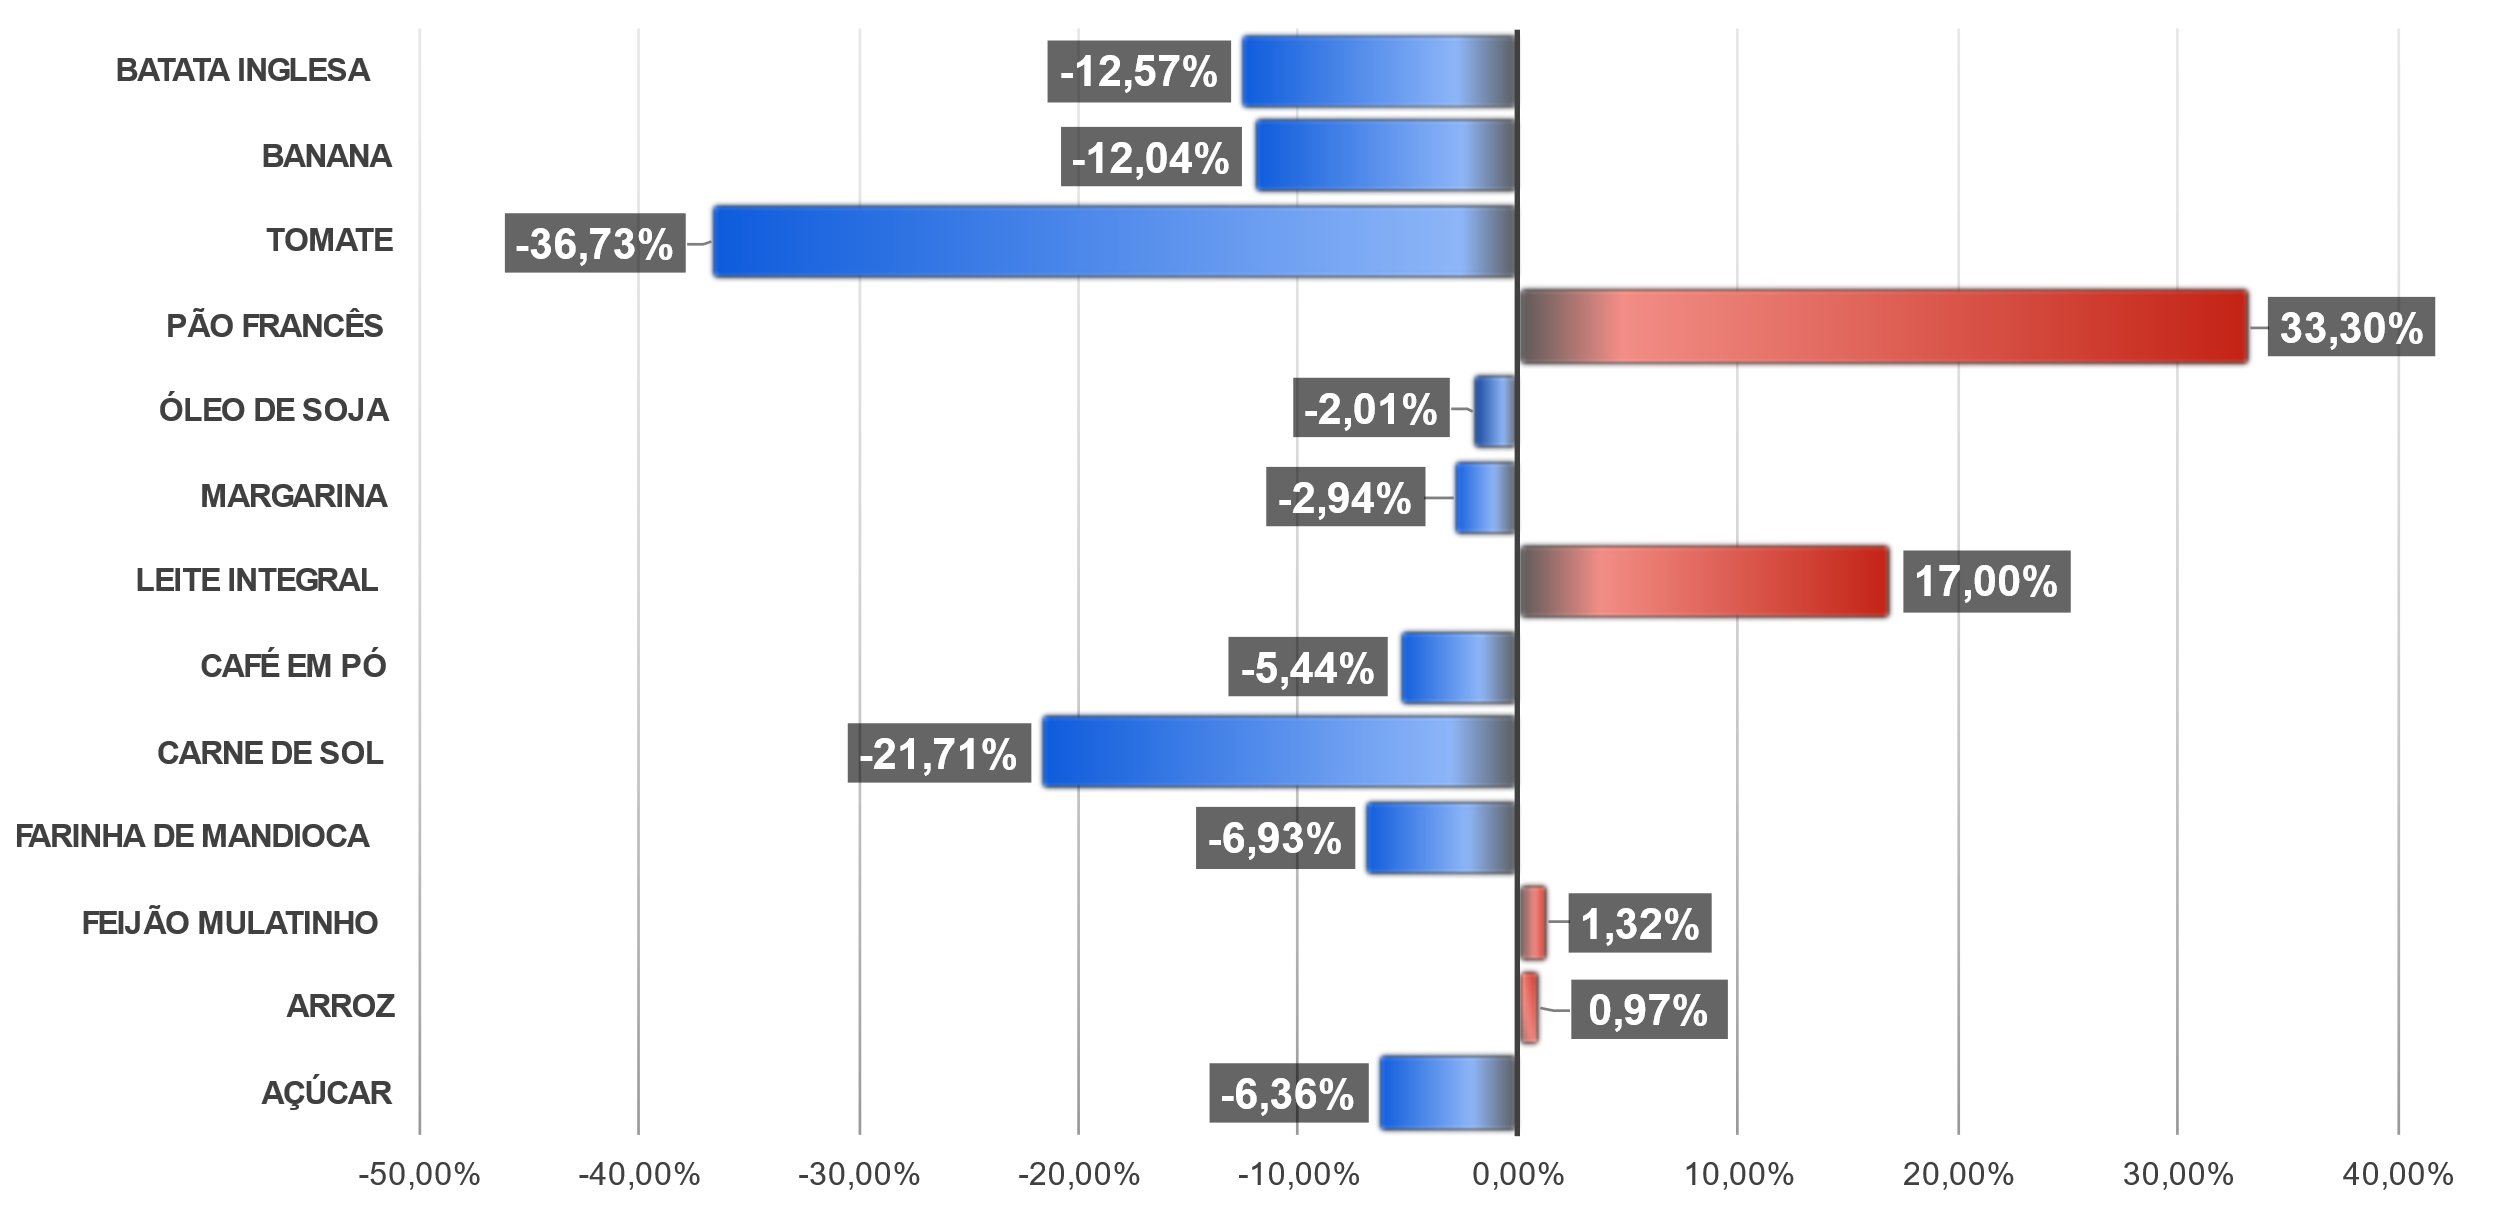 BATATA INGLESA -12,57%
BANANA -12,04%
TOMATE -36,73%
PÃO FRANCÊS 33,30%
ÓLEO DE SOJA -2,01%
MARGARINA -2,94%
LEITE INTEGRAL 17,00%
CAFÉ EM PÓ -5,44%
CARNE DE SOL -21,71%
FARINHA DE MANDIOCA -6,93%
FEIJÃO MULATINHO 1,32%
ARROZ 0,97%
AÇÚCAR -6,36%
-50,00% -40,00% -30,00% -20,00% -10,00% 0,00% 10,00% 20,00% 30,00% 40,00%